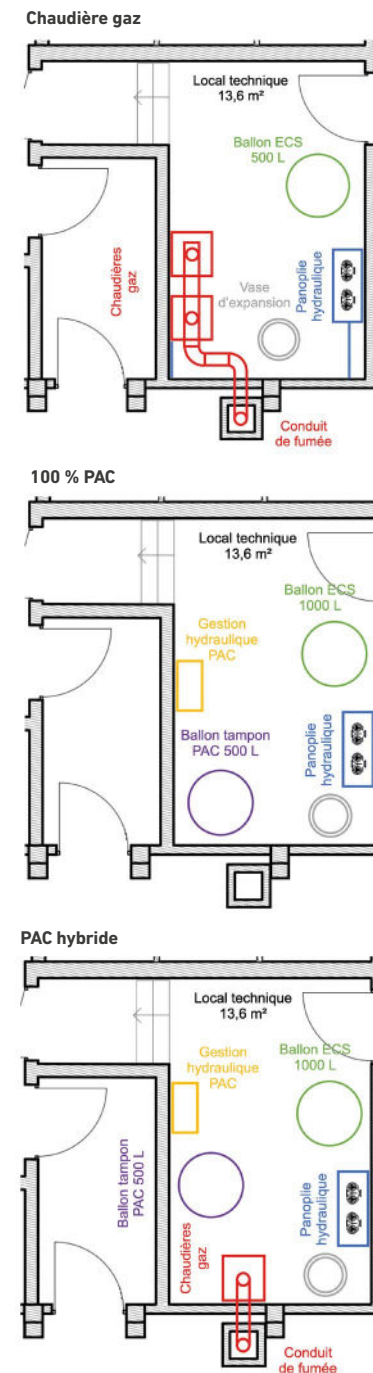 Chaudière gaz
Local technique
13,6 m²
Ballon ECS
500 L
Chaudières
gaz
Vase
d'expansion
Panoplie
hydraulique
Conduit
de fumée
100 % PAC
Local technique
13,6 m²
Ballon ECS
1000 L
Gestion
hydraulique
PAC
Ballon tampon
PAC 500 L
Panoplie
hydraulique
PAC hybride
Local technique
13,6 m²
Gestion
hydraulique
PAC
Ballon ECS
1000 L
Ballon tampon
PAC 500 L
Panoplie
hydraulique
Chaudières
gaz
Conduit
de fumée